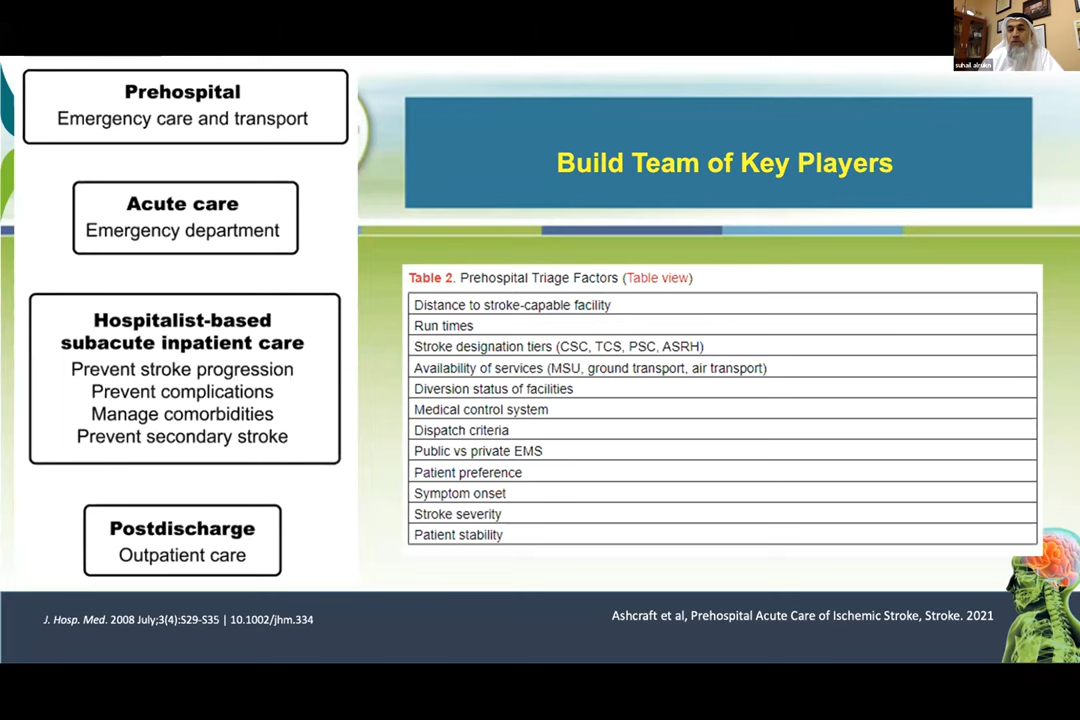 suhail alrukn
Prehospital
Emergency care and transport
Acute care
Emergency department
Hospitalist-based
subacute inpatient care
Prevent stroke progression
Prevent complications
Manage comorbidities
Prevent secondary stroke
Postdischarge
Outpatient care
Build Team of Key Players
Table 2. Prehospital Triage Factors (Table view)
Distance to stroke-capable facility
Run times
Stroke designation tiers (CSC, TCS, PSC, ASRH)
Availability of services (MSU, ground transport, air transport)
Diversion status of facilities
Medical control system
Dispatch criteria
Public vs private EMS
Patient preference
Symptom onset
Stroke severity
Patient stability
J. Hosp. Med. 2008 July;3(4):S29-S35 | 10.1002/jhm.334
Ashcraft et al, Prehospital Acute Care of Ischemic Stroke, Stroke. 2021